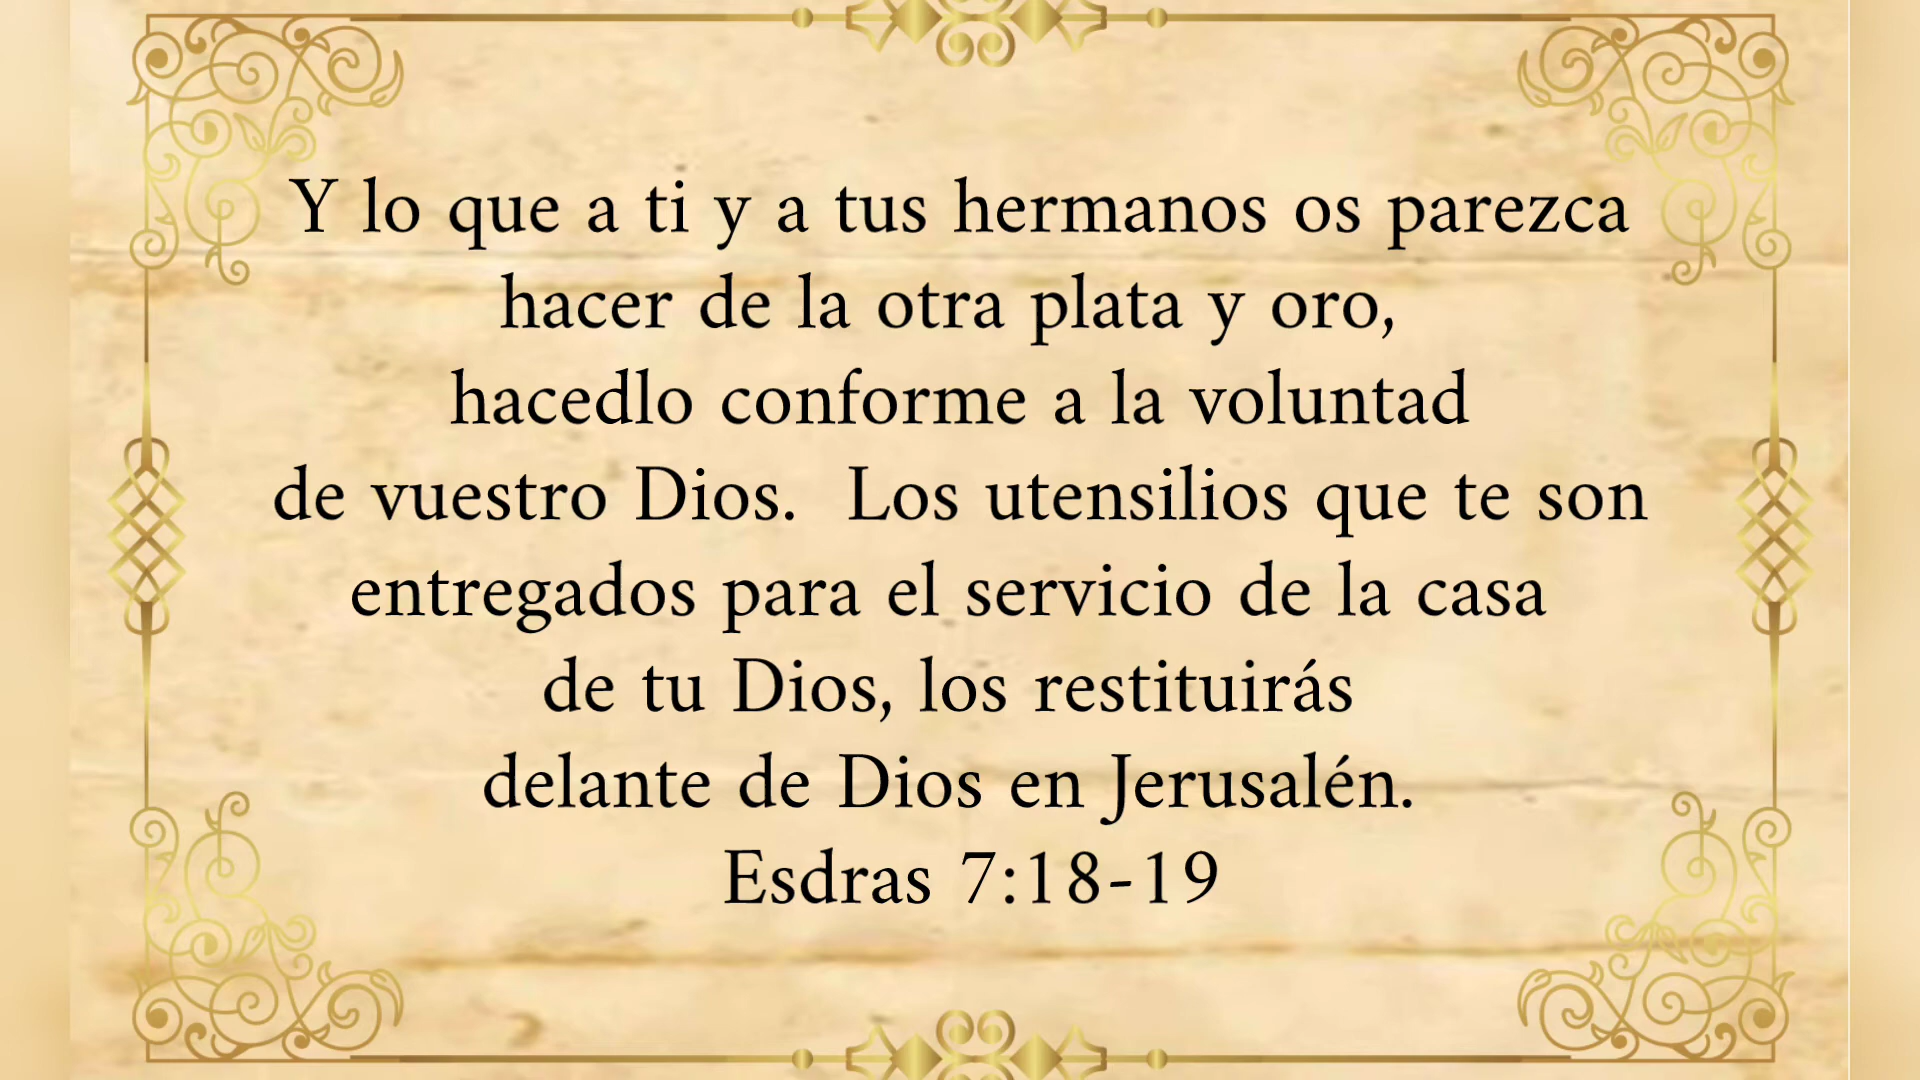 Y lo que a ti y a tus hermanos os parezca
hacer de la otra plata y oro,
hacedlo conforme a la voluntad
de vuestro Dios.  Los utensilios que te son
entregados para el servicio de la casa
de tu Dios, los restituirás
delante de Dios en Jerusalén.
Esdras 7:18-19